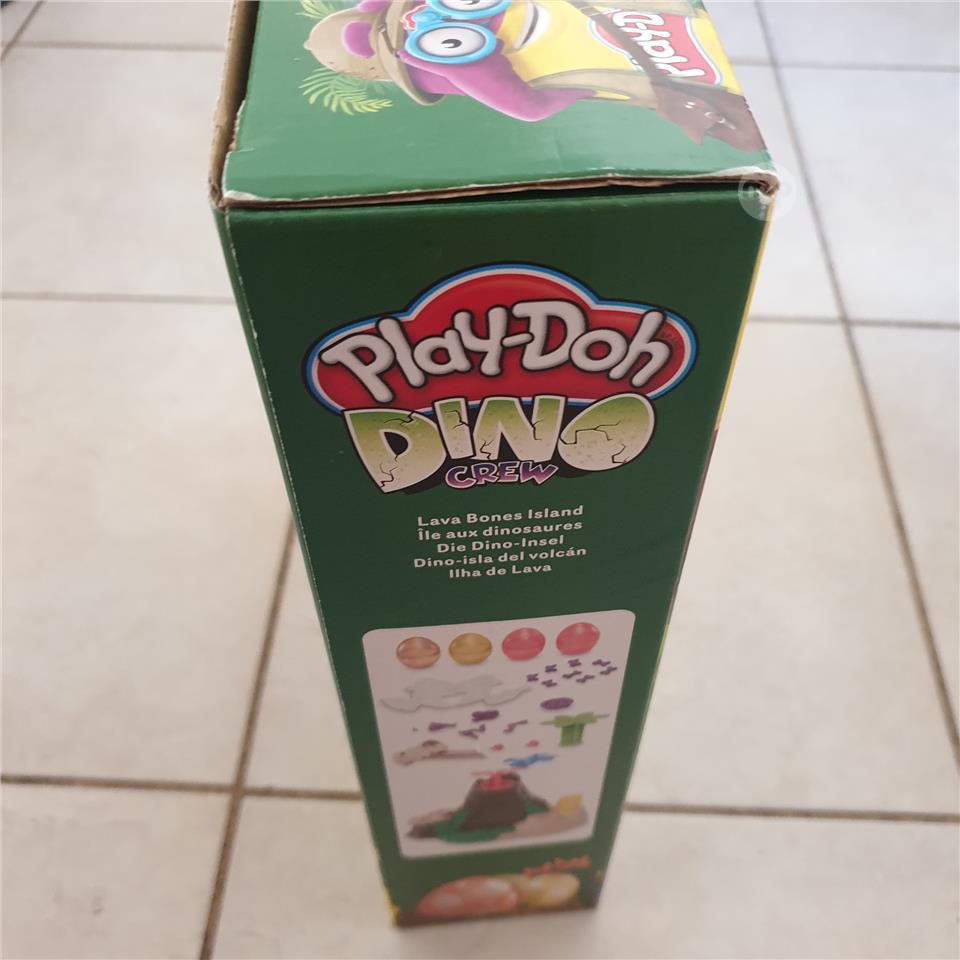 Play-D
Play-Doh
DINO
CREW
Lava Bones Island
Île aux dinosaures
Die Dino-Insel
Dino-isla del volcán
Ilha de Lava